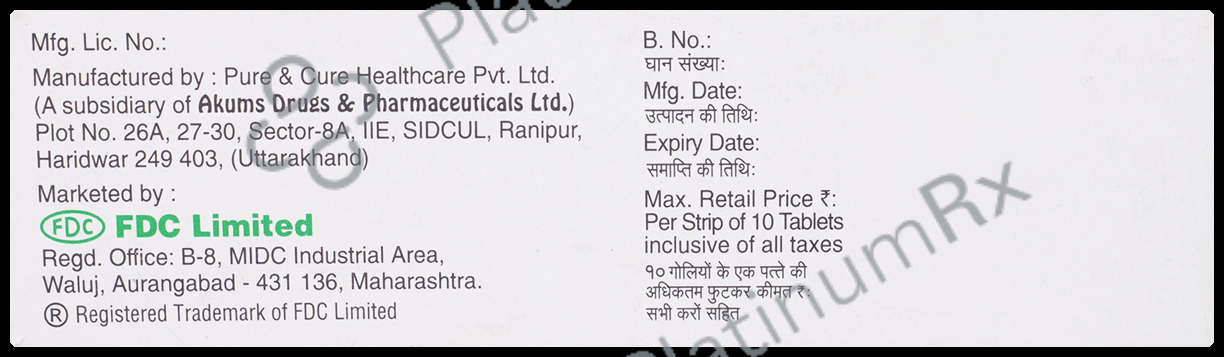 Mfg. Lic. No.:
Manufactured by : Pure & Cure Healthcare Pvt. Ltd.
(A subsidiary of Akums Drugs & Pharmaceuticals Ltd.)
Plot No. 26A, 27-30, Sector-8A, IIE, SIDCUL, Ranipur,
Haridwar 249 403, (Uttarakhand)
Marketed by :
FDC FDC Limited
Regd. Office: B-8, MIDC Industrial Area,
Waluj, Aurangabad - 431 136, Maharashtra.
® Registered Trademark of FDC Limited
B. No.:
घान संख्याः
Mfg. Date:
उत्पादन की तिथिः
Expiry Date:
समाप्ति की तिथिः
Max. Retail Price ₹:
Per Strip of 10 Tablets
inclusive of all taxes
१० गोलियों के एक पत्ते की
अधिकतम फुटकर कीमत ₹:
सभी करों सहित
PlatinumRx